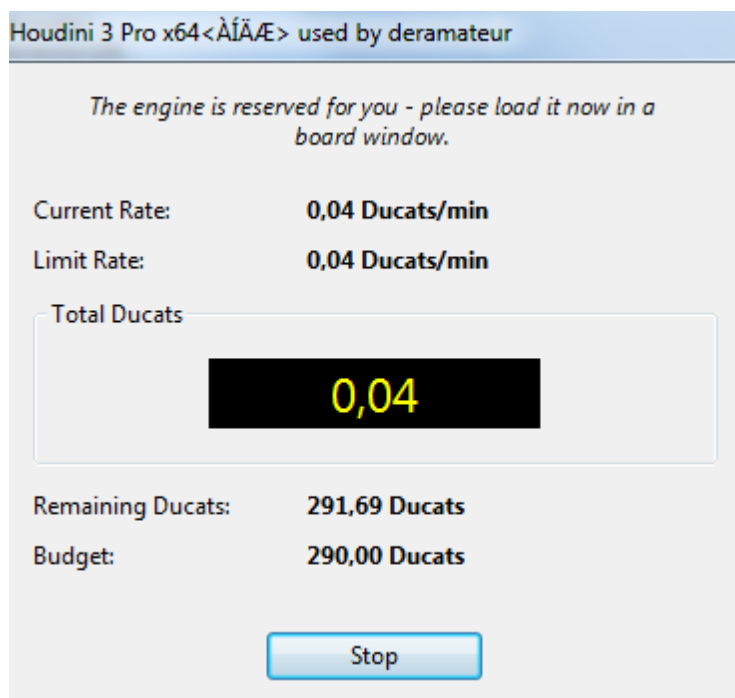 Houdini 3 Pro x64<ÀÍÄÆ> used by deramateur
The engine is reserved for you - please load it now in a
board window.
Current Rate: 0,04 Ducats/min
Limit Rate: 0,04 Ducats/min
Total Ducats
0,04
Remaining Ducats: 291,69 Ducats
Budget: 290,00 Ducats
Stop